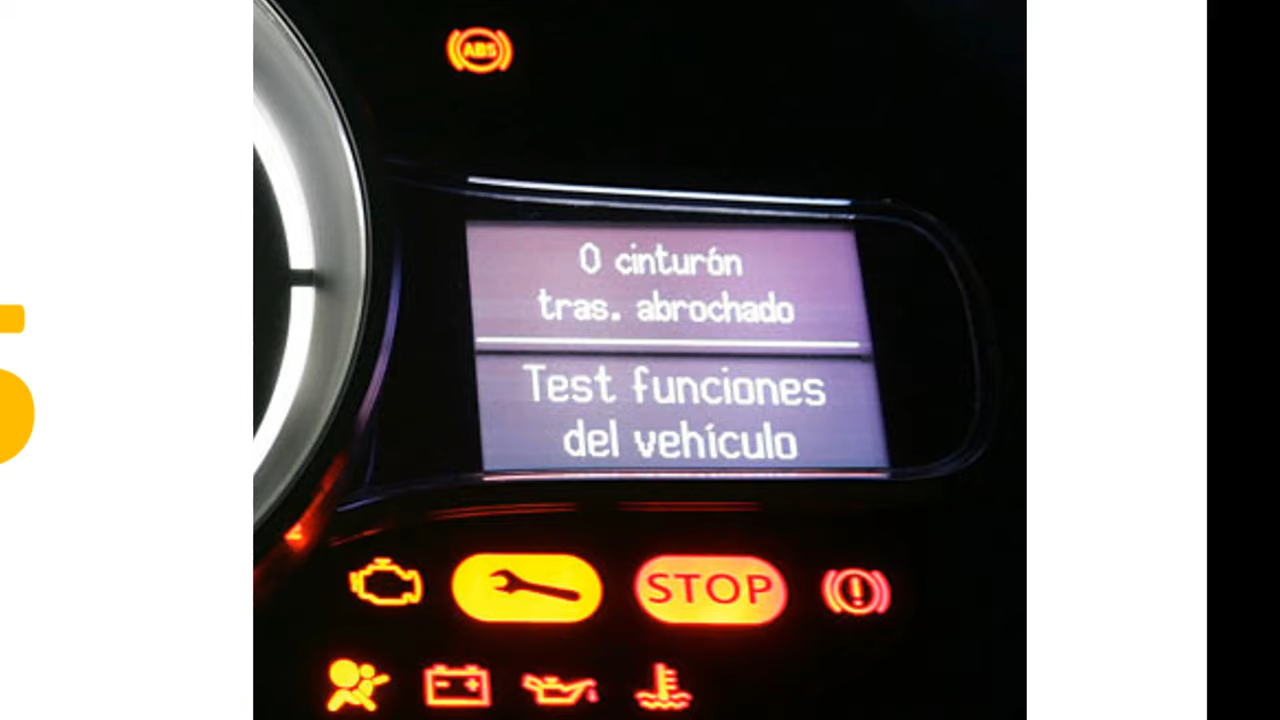 ABS
0 cinturón
tras. abrochado
Test funciones
del vehículo
STOP